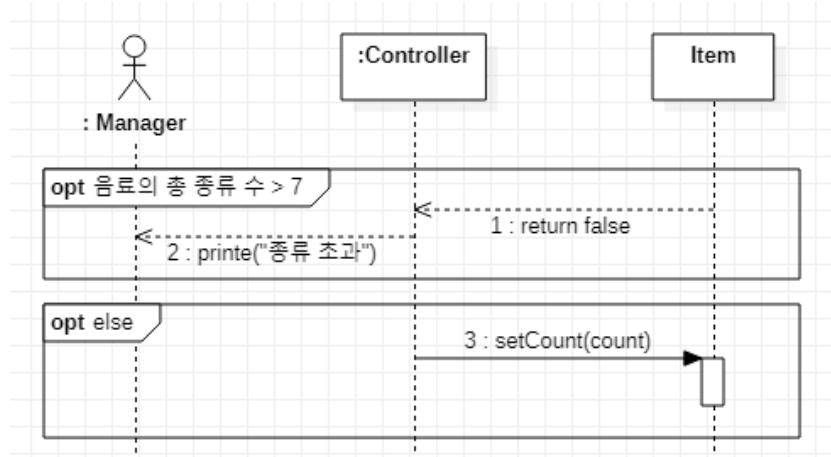 :Controller
Item
: Manager
opt 음료의 총 종류 수 > 7
1 : return false
2 : printe("종류 초과")
opt else
3 : setCount(count)